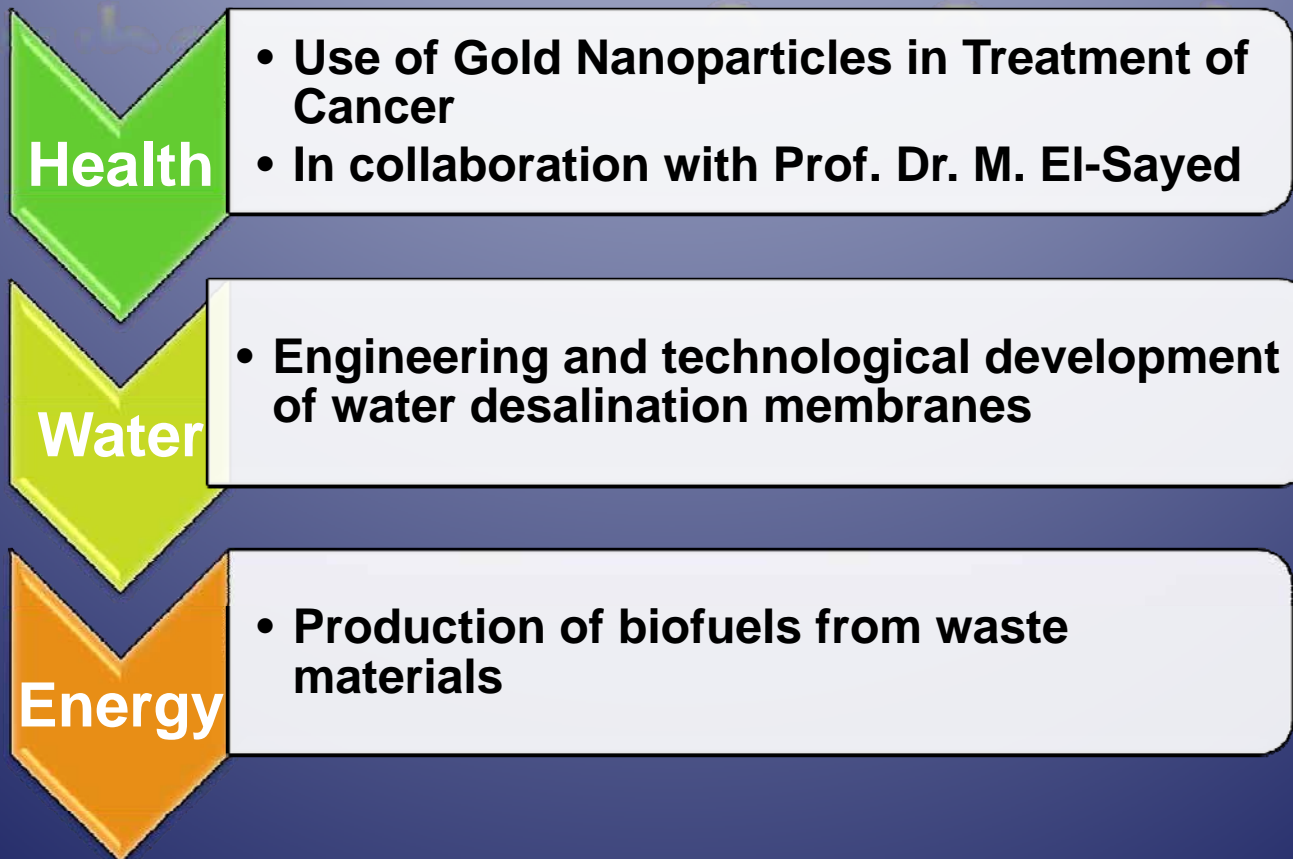 Health
• Use of Gold Nanoparticles in Treatment of
Cancer
• In collaboration with Prof. Dr. M. El-Sayed
Water
• Engineering and technological development
of water desalination membranes
Energy
• Production of biofuels from waste
materials